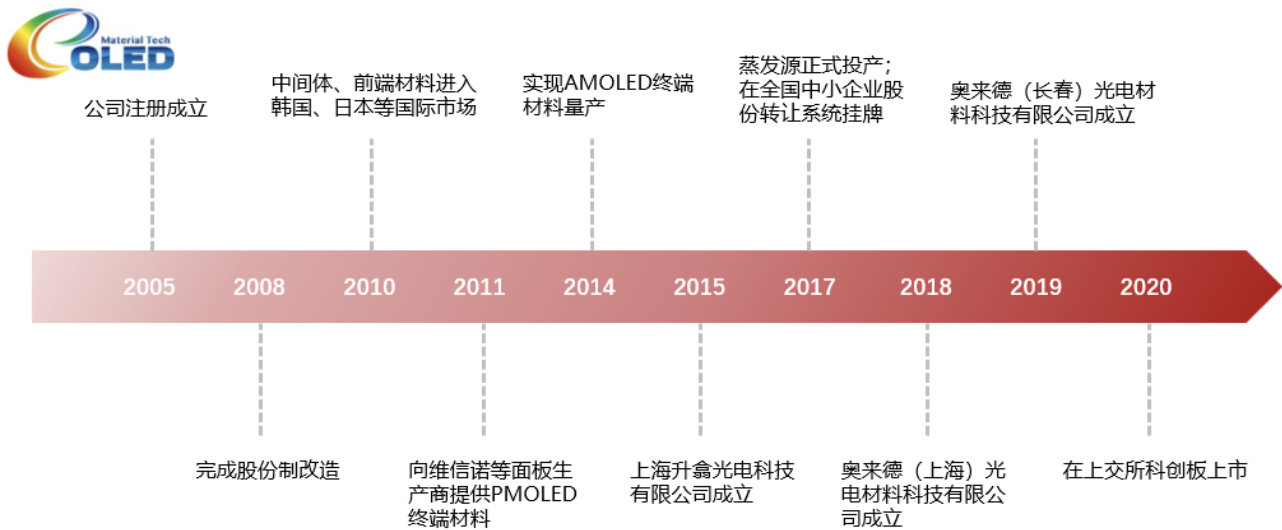 Material Tech
OLED
公司注册成立
中间体、前端材料进入
韩国、日本等国际市场
实现AMOLED终端
材料量产
蒸发源正式投产；
在全国中小企业股
份转让系统挂牌
奥来德（长春）光电材
料科技有限公司成立
2005
2008
2010
2011
2014
2015
2017
2018
2019
2020
完成股份制改造
向维信诺等面板生
产商提供PMOLED
终端材料
上海升翕光电科技
有限公司成立
奥来德（上海）光
电材料科技有限公
司成立
在上交所科创板上市